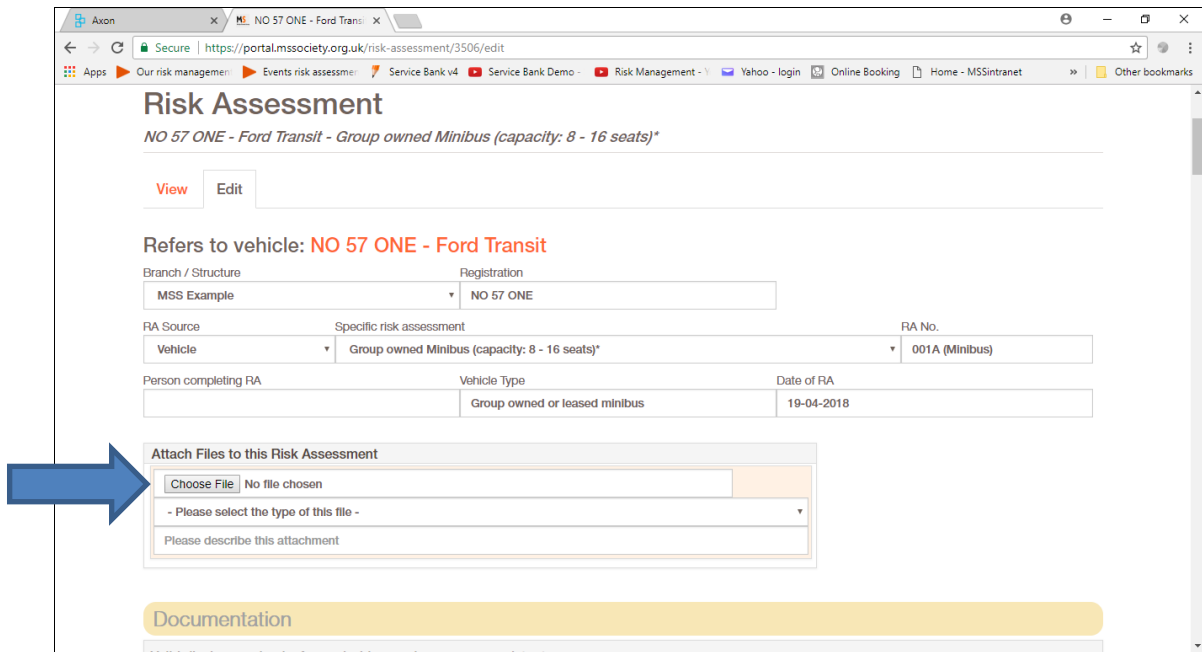 Axon
MS NO 57 ONE - Ford Transi
Secure | https://portal.mssociety.org.uk/risk-assessment/3506/edit
Apps Our risk management Events risk assessmen Service Bank v4 Service Bank Demo - Risk Management - Y Yahoo - login Online Booking Home - MSSintranet » Other bookmarks
Risk Assessment
NO 57 ONE - Ford Transit - Group owned Minibus (capacity: 8 - 16 seats)*
View Edit
Refers to vehicle: NO 57 ONE - Ford Transit
Branch / Structure Registration
MSS Example NO 57 ONE
RA Source Specific risk assessment RA No.
Vehicle Group owned Minibus (capacity: 8 - 16 seats)* 001A (Minibus)
Person completing RA Vehicle Type Date of RA
Group owned or leased minibus 19-04-2018
Attach Files to this Risk Assessment
Choose File No file chosen
- Please select the type of this file -
Please describe this attachment
Documentation